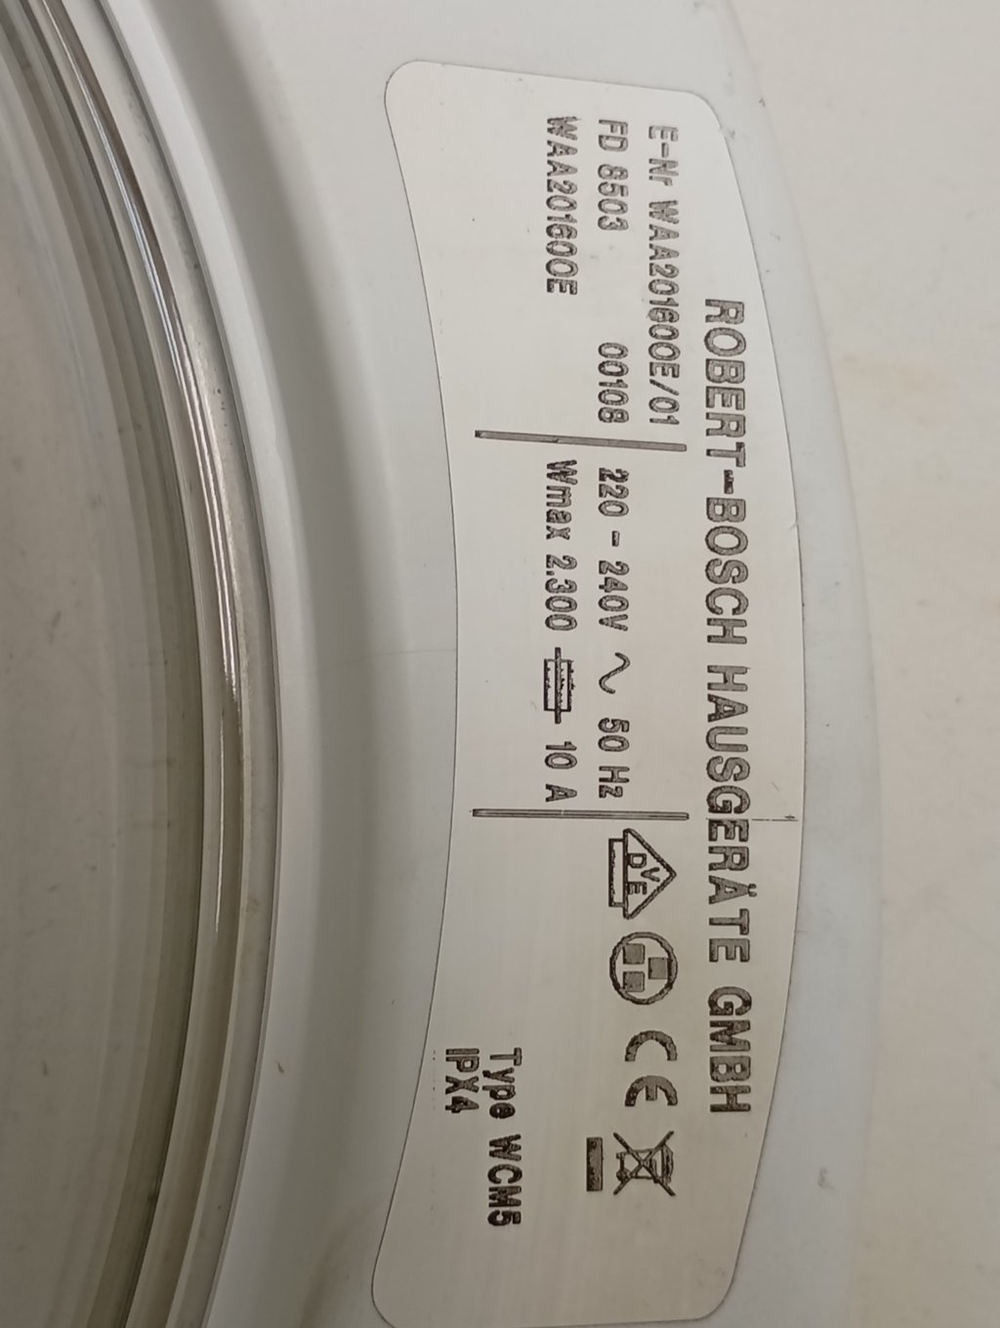 ROBERT-BOSCH HAUSGERÄTE GMBH
E-Nr WAA20160OE/01
FD 8503 00108
WAA20160OE
220 - 240V ~ 50 Hz
Wmax 2.300 10 A
VDE
CE
Type WCM5
IPX4